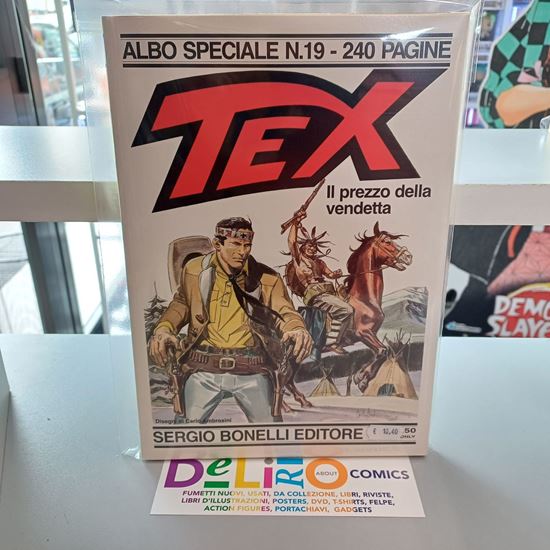 ALBO SPECIALE N.19 - 240 PAGINE
TEX
Il prezzo della
vendetta
Disegni di Carlo Ambrosini
SERGIO BONELLI EDITORE
€ 10,40
.50
ONLY
DeLiRiO
ABOUT
COMICS
FUMETTI NUOVI, USATI, DA COLLEZIONE, LIBRI, RIVISTE,
LIBRI D'ILLUSTRAZIONI, POSTERS, DVD, T-SHIRTS, FELPE,
ACTION FIGURES, PORTACHIAVI, GADGETS
DEMO
SLAYE